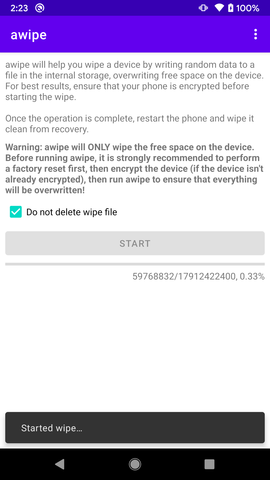 2:23 100%
awipe
awipe will help you wipe a device by writing random data to a
file in the internal storage, overwriting free space on the device.
For best results, ensure that your phone is encrypted before
starting the wipe.
Once the operation is complete, restart the phone and wipe it
clean from recovery.
Warning: awipe will ONLY wipe the free space on the device.
Before running awipe, it is strongly recommended to perform
a factory reset first, then encrypt the device (if the device isn't
already encrypted), then run awipe to ensure that everything
will be overwritten!
Do not delete wipe file
START
59768832/17912422400, 0.33%
Started wipe…